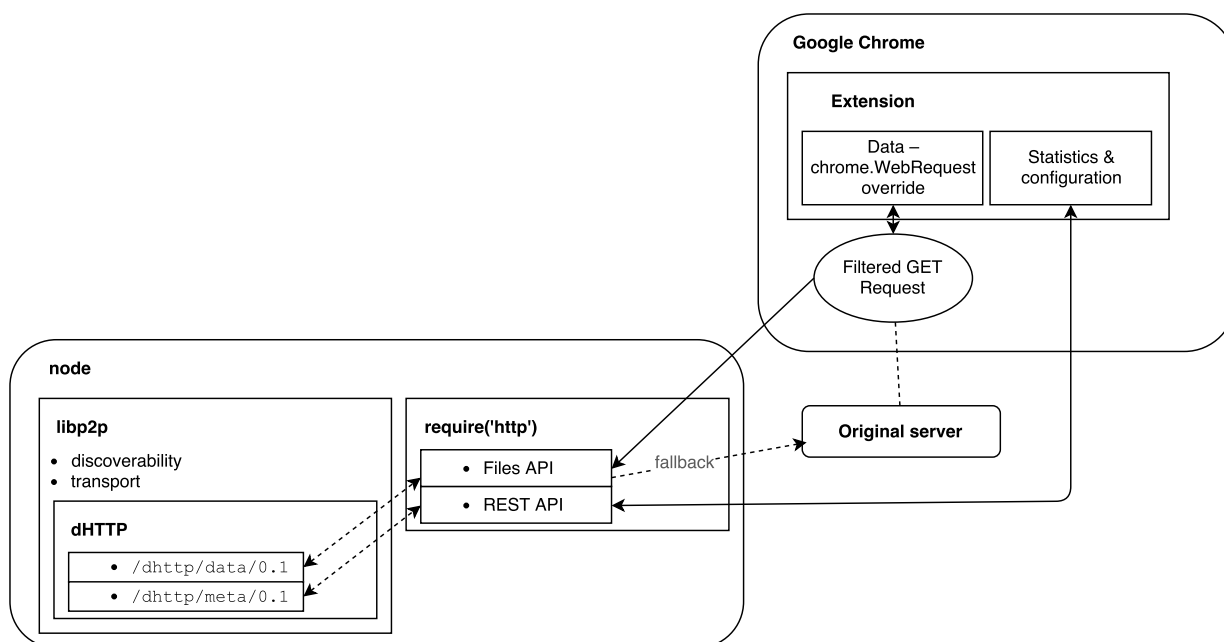 Google Chrome
Extension
Data –
chrome.WebRequest
override
Statistics &
configuration
Filtered GET
Request
node
libp2p
• discoverability
• transport
dHTTP
• /dhttp/data/0.1
• /dhttp/meta/0.1
require('http')
• Files API
• REST API
fallback
Original server